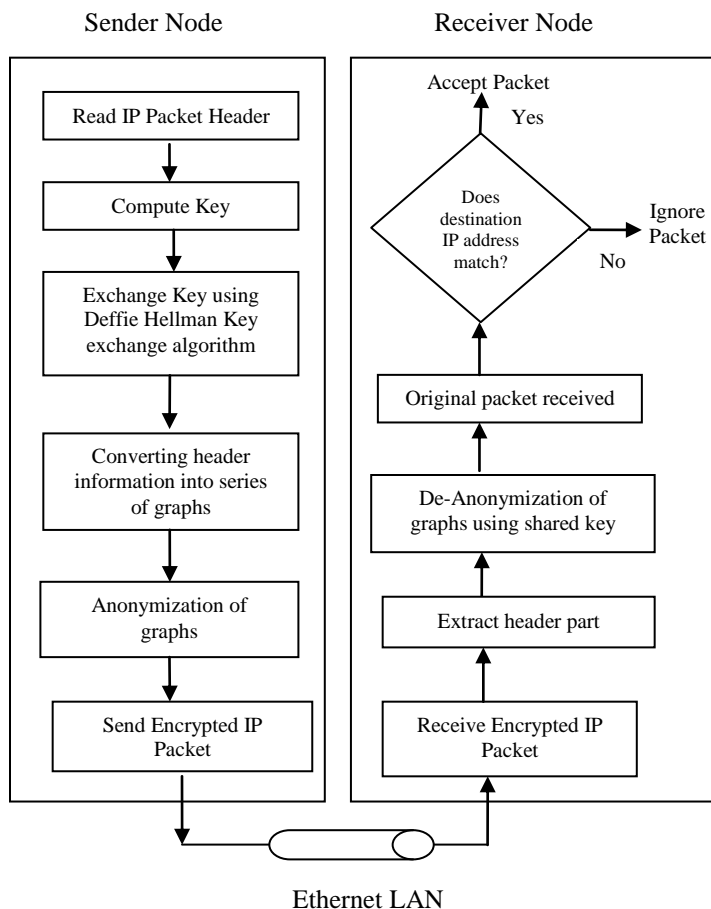 Sender Node
Read IP Packet Header
Compute Key
Exchange Key using
Deffie Hellman Key
exchange algorithm
Converting header
information into series
of graphs
Anonymization of
graphs
Send Encrypted IP
Packet
Receiver Node
Accept Packet
Yes
Does
destination
IP address
match?
Ignore
Packet
No
Original packet received
De-Anonymization of
graphs using shared key
Extract header part
Receive Encrypted IP
Packet
Ethernet LAN